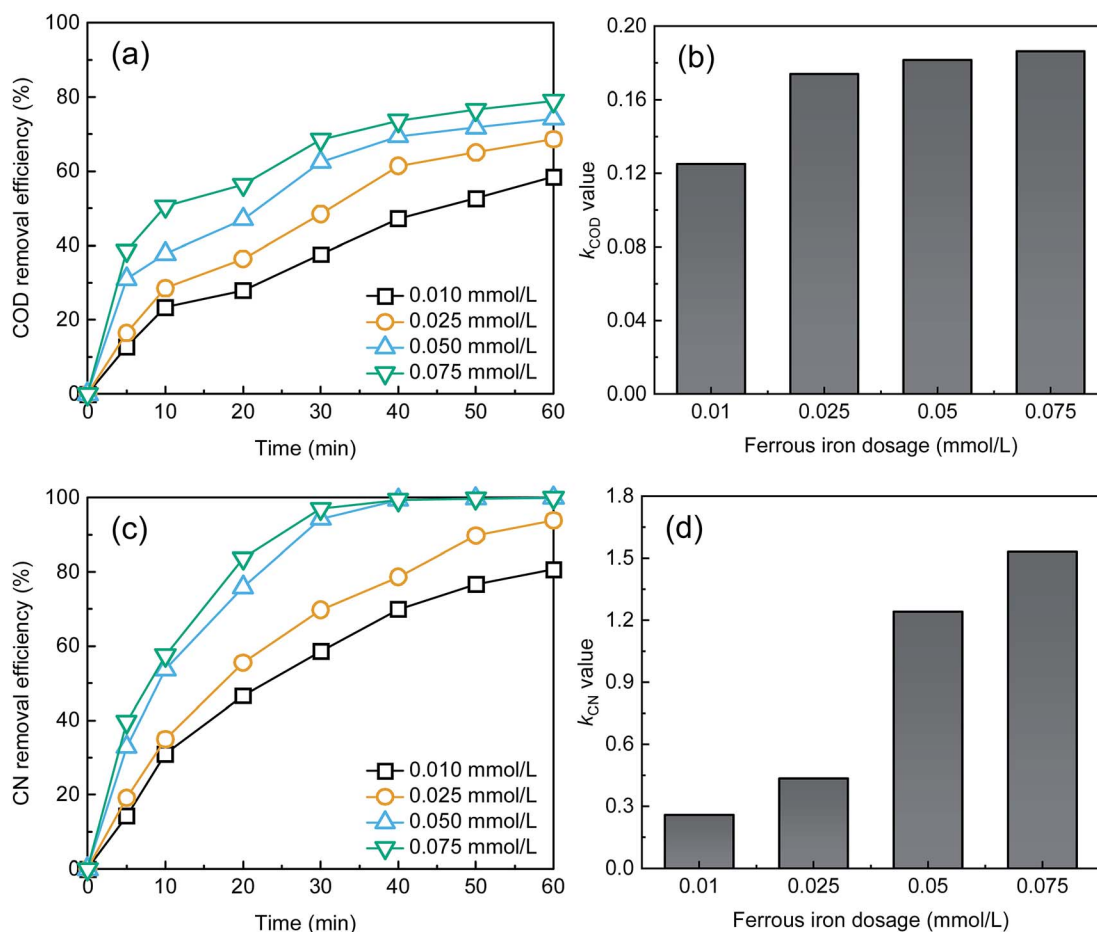 (a)
COD removal efficiency (%)
100
80
60
40
20
0
0.010 mmol/L
0.025 mmol/L
0.050 mmol/L
0.075 mmol/L
0 10 20 30 40 50 60
Time (min)
(b)
kCOD value
0.20
0.16
0.12
0.08
0.04
0.00
0.01 0.025 0.05 0.075
Ferrous iron dosage (mmol/L)
(c)
CN removal efficiency (%)
100
80
60
40
20
0
0.010 mmol/L
0.025 mmol/L
0.050 mmol/L
0.075 mmol/L
0 10 20 30 40 50 60
Time (min)
(d)
kCN value
1.8
1.5
1.2
0.9
0.6
0.3
0.0
0.01 0.025 0.05 0.075
Ferrous iron dosage (mmol/L)